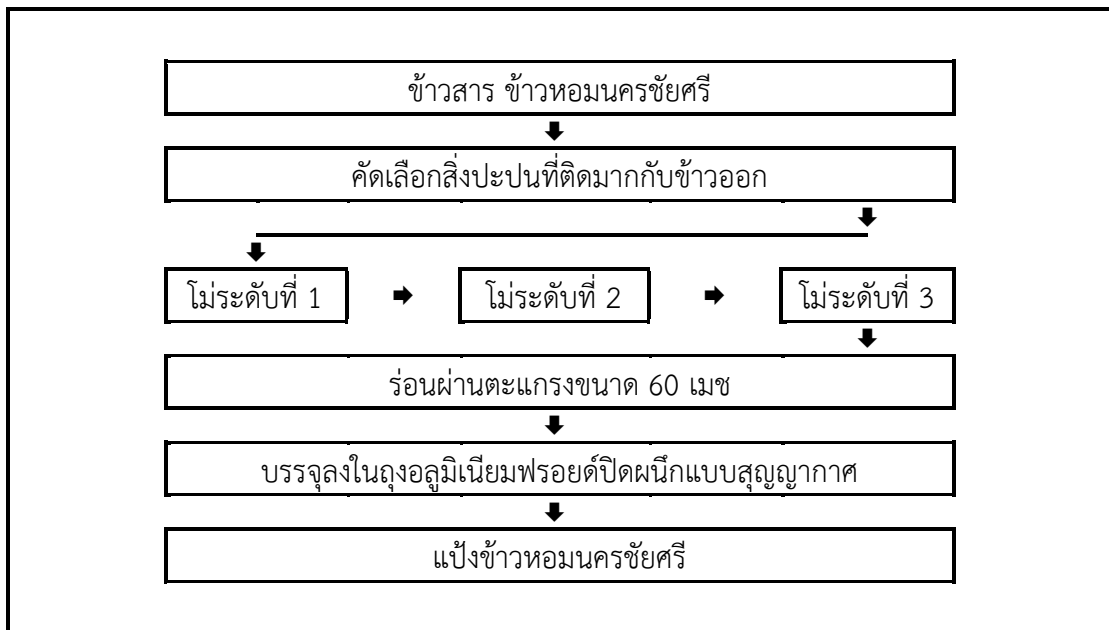 ข้าวสาร ข้าวหอมนครชัยศรี
คัดเลือกสิ่งปะปนที่ติดมากกับข้าวออก
โม่ระดับที่ 1
โม่ระดับที่ 2
โม่ระดับที่ 3
ร่อนผ่านตะแกรงขนาด 60 เมช
บรรจุลงในถุงอลูมิเนียมฟรอยด์ปิดผนึกแบบสุญญากาศ
แป้งข้าวหอมนครชัยศรี